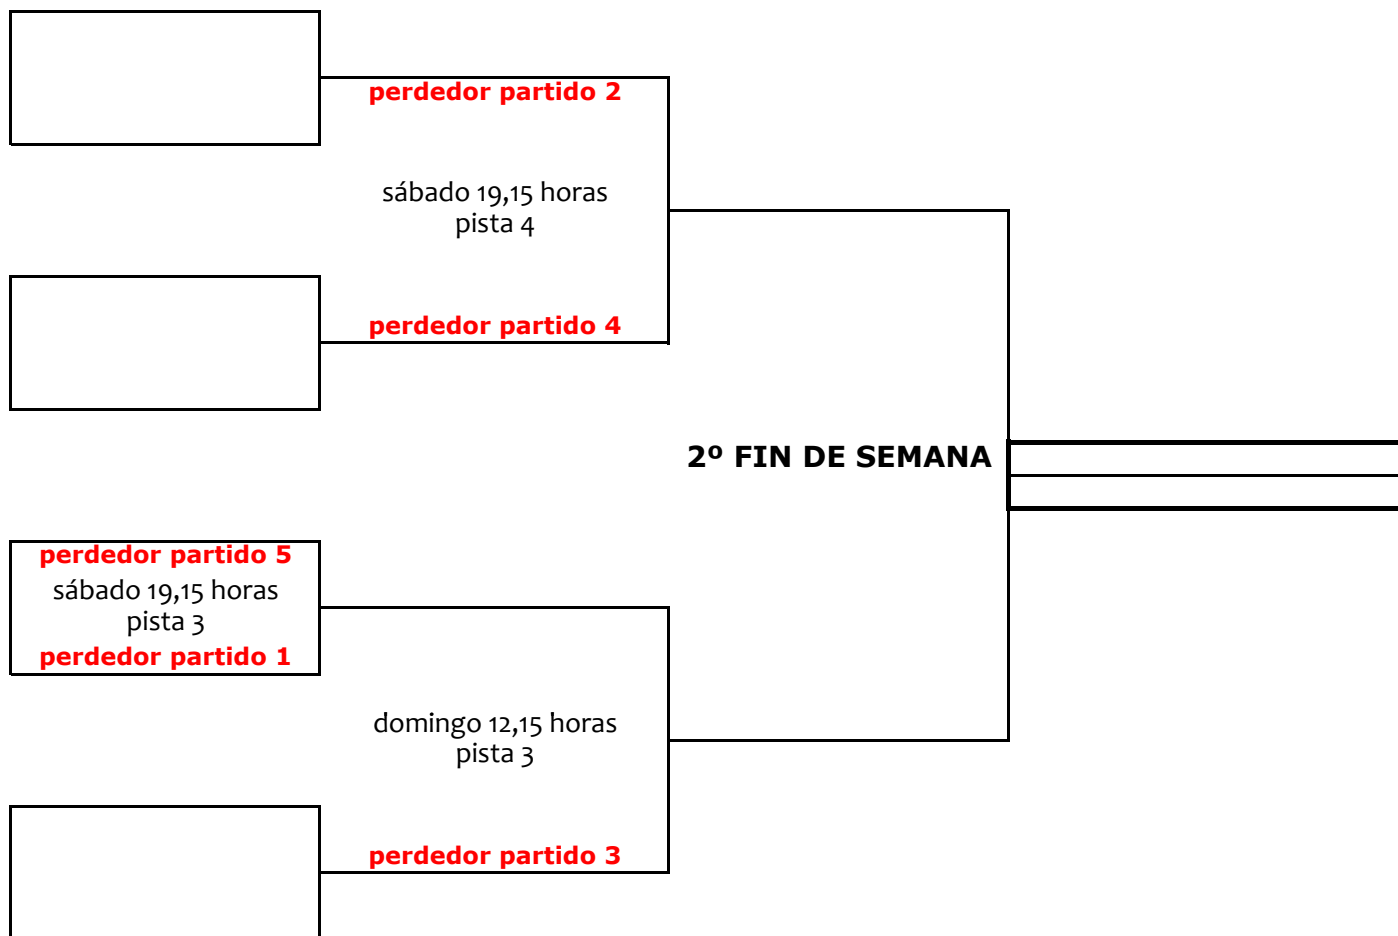 perdedor partido 2
sábado 19,15 horas
pista 4
perdedor partido 4
2º FIN DE SEMANA
perdedor partido 5
sábado 19,15 horas
pista 3
perdedor partido 1
domingo 12,15 horas
pista 3
perdedor partido 3